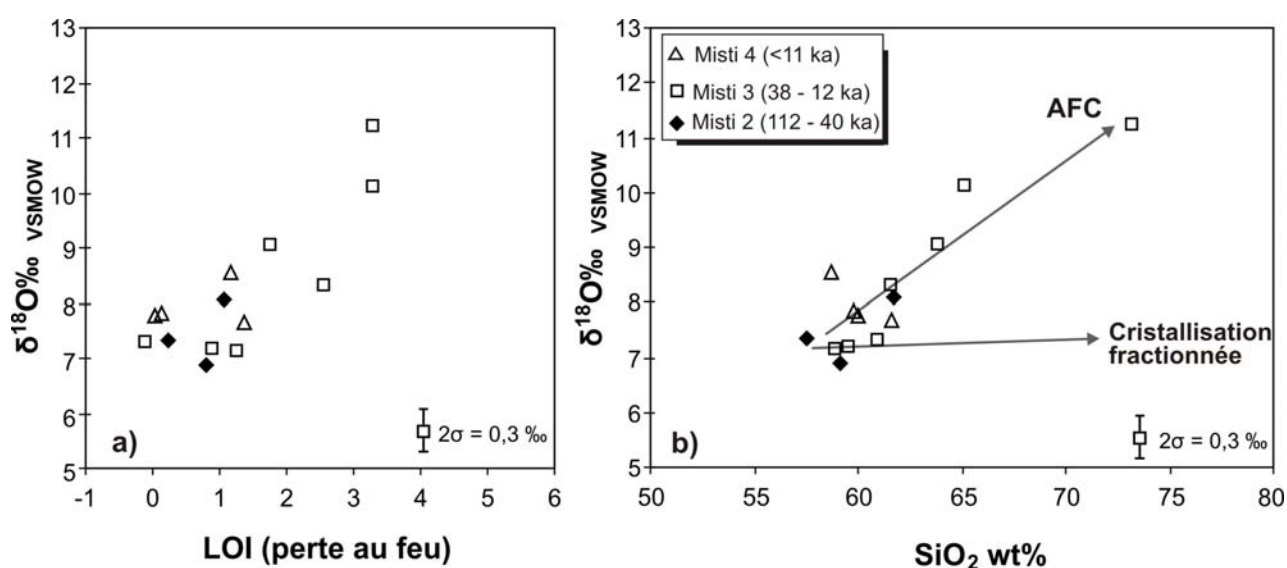 13
12
11
10
9
8
7
6
5
δ18O‰ VSMOW
a)
2σ = 0,3 ‰
-1 0 1 2 3 4 5 6
LOI (perte au feu)
13
12
11
10
9
8
7
6
5
δ18O‰ VSMOW
Misti 4 (<11 ka)
Misti 3 (38 - 12 ka)
Misti 2 (112 - 40 ka)
AFC
Cristallisation
fractionnée
b)
2σ = 0,3 ‰
50 55 60 65 70 75 80
SiO2 wt%